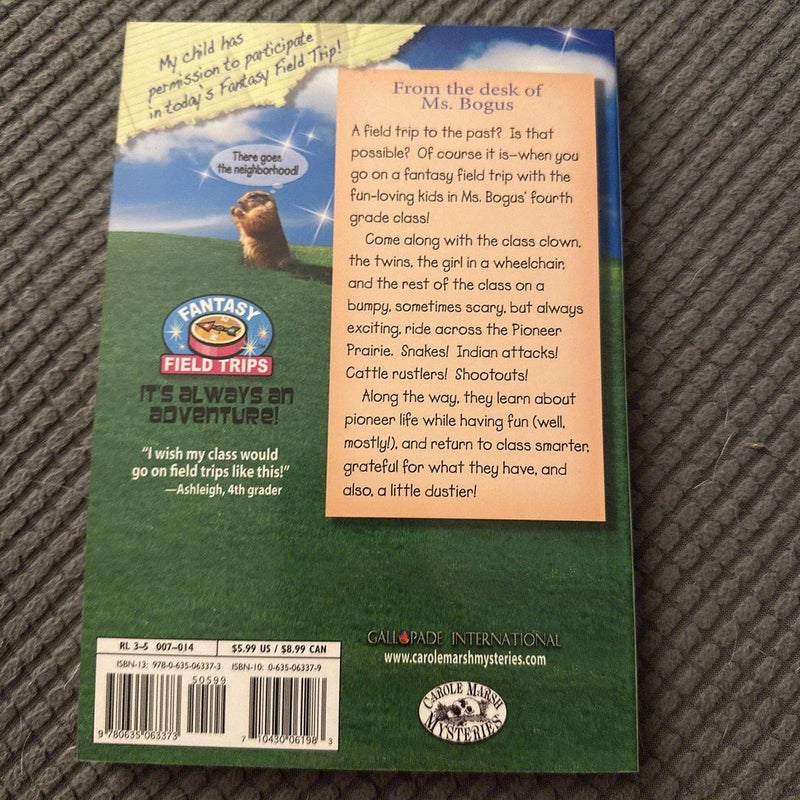 My child has
permission to participate
in today's Fantasy Field Trip!
There goes
the neighborhood!
FANTASY
FIELD TRIPS
IT'S ALWAYS AN
ADVENTURE!
"I wish my class would
go on field trips like this!"
—Ashleigh, 4th grader
From the desk of
Ms. Bogus
A field trip to the past? Is that
possible? Of course it is—when you
go on a fantasy field trip with the
fun-loving kids in Ms. Bogus' fourth
grade class!
Come along with the class clown,
the twins, the girl in a wheelchair,
and the rest of the class on a
bumpy, sometimes scary, but always
exciting, ride across the Pioneer
Prairie. Snakes! Indian attacks!
Cattle rustlers! Shootouts!
Along the way, they learn about
pioneer life while having fun (well,
mostly!), and return to class smarter,
grateful for what they have, and
also, a little dustier!
GALLOPADE INTERNATIONAL
www.carolemarshmysteries.com
CAROLE MARSH
MYSTERIES
RL 3-5 007-014 $5.99 US / $8.99 CAN
ISBN-13: 978-0-635-06337-3 ISBN-10: 0-635-06337-9
50599
9 780635 063373
7 10430 06198 3